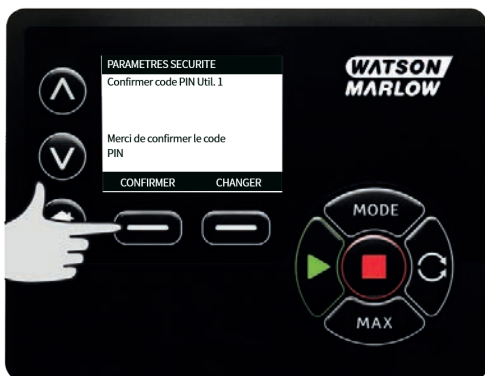 PARAMETRES SECURITE
Confirmer code PIN Util. 1
Merci de confirmer le code
PIN
CONFIRMER CHANGER
WATSON
MARLOW
MODE
MAX